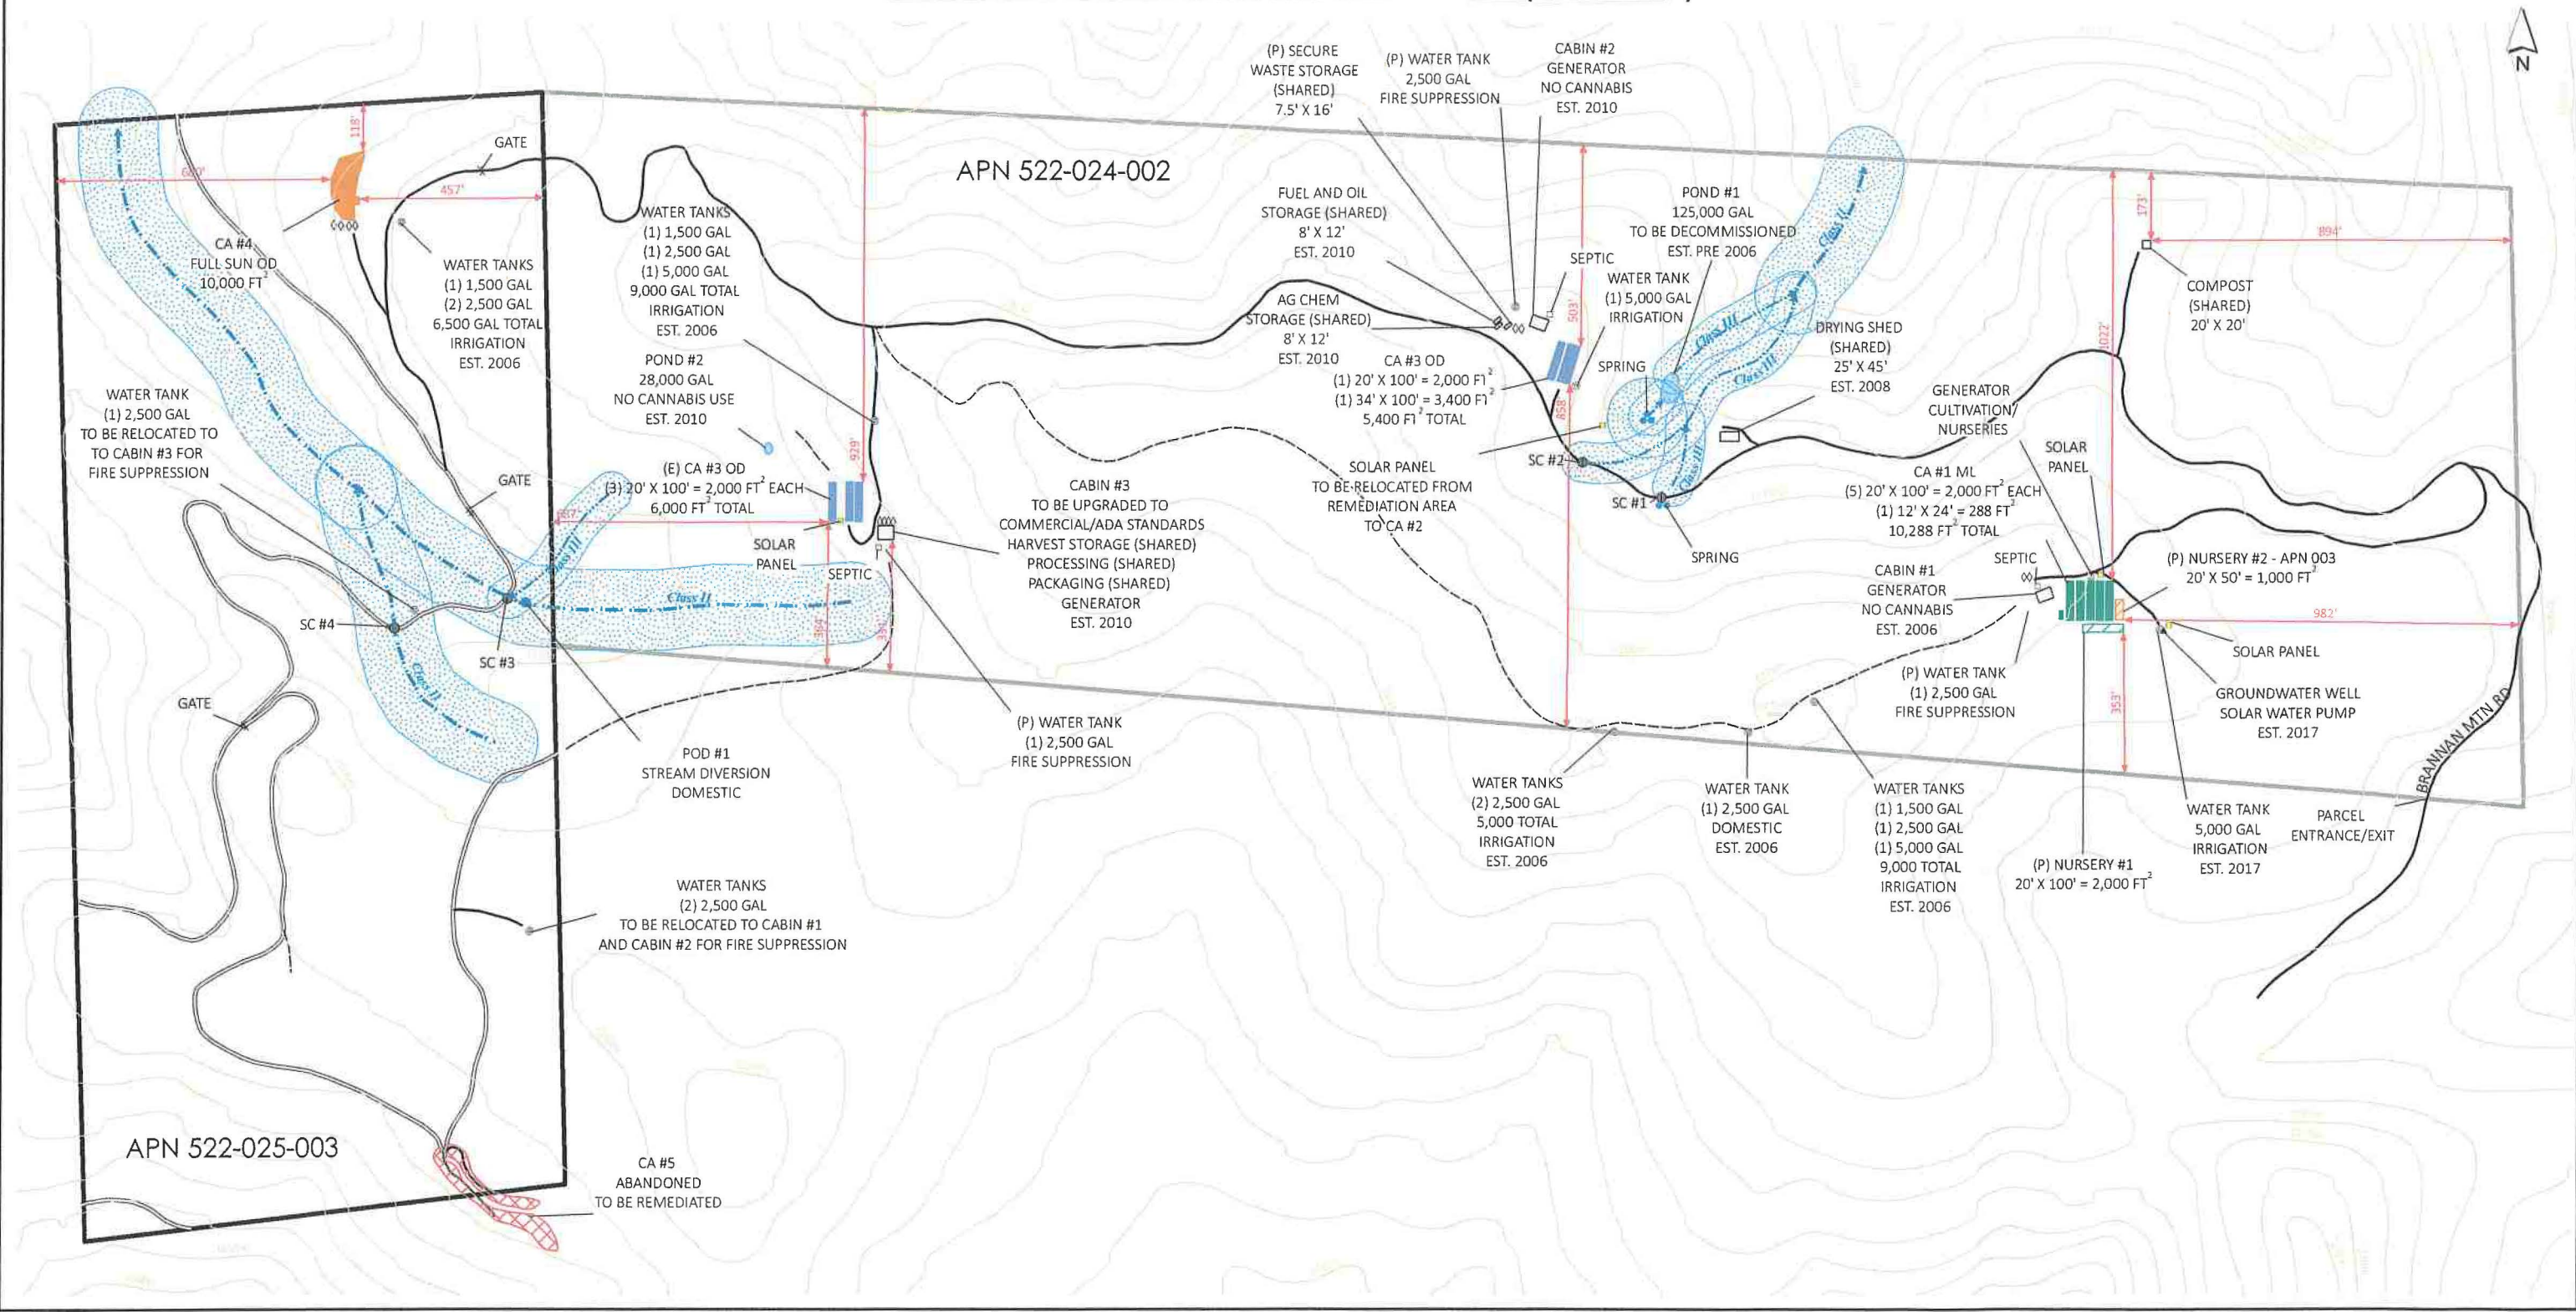 N
(P) SECURE
WASTE STORAGE
(SHARED)
7.5' X 16'
(P) WATER TANK
2,500 GAL
FIRE SUPPRESSION
CABIN #2
GENERATOR
NO CANNABIS
EST. 2010
118'
GATE
457'
APN 522-024-002
CA #4
FULL SUN OD
10,000 FT²
WATER TANKS
(1) 1,500 GAL
(2) 2,500 GAL
6,500 GAL TOTAL
IRRIGATION
EST. 2006
WATER TANKS
(1) 1,500 GAL
(1) 2,500 GAL
(1) 5,000 GAL
9,000 GAL TOTAL
IRRIGATION
EST. 2006
POND #2
28,000 GAL
NO CANNABIS USE
EST. 2010
FUEL AND OIL
STORAGE (SHARED)
8' X 12'
EST. 2010
AG CHEM
STORAGE (SHARED)
8' X 12'
EST. 2010
SEPTIC
503'
WATER TANK
(1) 5,000 GAL
IRRIGATION
POND #1
125,000 GAL
TO BE DECOMMISSIONED
EST. PRE 2006
Class II
Class III
Class III
Class III
SPRING
DRYING SHED
(SHARED)
25' X 45'
EST. 2008
173'
894'
1022'
COMPOST
(SHARED)
20' X 20'
CA #3 OD
(1) 20' X 100' = 2,000 FT²
(1) 34' X 100' = 3,400 FT²
5,400 FT² TOTAL
858'
SC #2
SC #1
SPRING
SOLAR PANEL
TO BE RELOCATED FROM
REMEDIATION AREA
TO CA #2
GENERATOR
CULTIVATION/
NURSERIES
SOLAR
PANEL
CA #1 ML
(5) 20' X 100' = 2,000 FT² EACH
(1) 12' X 24' = 288 FT²
10,288 FT² TOTAL
SEPTIC
CABIN #1
GENERATOR
NO CANNABIS
EST. 2006
(P) NURSERY #2 - APN 003
20' X 50' = 1,000 FT²
982'
SOLAR PANEL
(P) WATER TANK
(1) 2,500 GAL
FIRE SUPPRESSION
353'
GROUNDWATER WELL
SOLAR WATER PUMP
EST. 2017
BRANNAN MTN RD
WATER TANK
(1) 2,500 GAL
TO BE RELOCATED TO
TO CABIN #3 FOR
FIRE SUPPRESSION
GATE
929'
(E) CA #3 OD
(3) 20' X 100' = 2,000 FT² EACH
6,000 FT² TOTAL
SOLAR
PANEL
SEPTIC
CABIN #3
TO BE UPGRADED TO
COMMERCIAL/ADA STANDARDS
HARVEST STORAGE (SHARED)
PROCESSING (SHARED)
PACKAGING (SHARED)
GENERATOR
EST. 2010
Class III
Class II
SC #4
SC #3
Class II
GATE
POD #1
STREAM DIVERSION
DOMESTIC
(P) WATER TANK
(1) 2,500 GAL
FIRE SUPPRESSION
WATER TANKS
(2) 2,500 GAL
5,000 TOTAL
IRRIGATION
EST. 2006
WATER TANK
(1) 2,500 GAL
DOMESTIC
EST. 2006
WATER TANKS
(1) 1,500 GAL
(1) 2,500 GAL
(1) 5,000 GAL
9,000 TOTAL
IRRIGATION
EST. 2006
(P) NURSERY #1
20' X 100' = 2,000 FT²
WATER TANK
5,000 GAL
IRRIGATION
EST. 2017
PARCEL
ENTRANCE/EXIT
WATER TANKS
(2) 2,500 GAL
TO BE RELOCATED TO CABIN #1
AND CABIN #2 FOR FIRE SUPPRESSION
APN 522-025-003
CA #5
ABANDONED
TO BE REMEDIATED